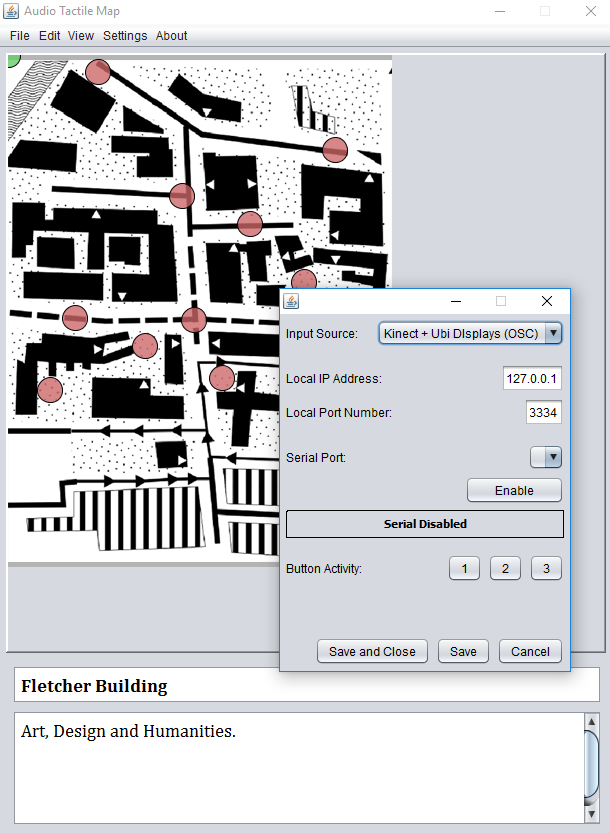 Audio Tactile Map
File Edit View Settings About
Input Source: Kinect + Ubi DIsplays (OSC)
Local IP Address: 127.0.0.1
Local Port Number: 3334
Serial Port:
Enable
Serial Disabled
Button Activity: 1 2 3
Save and Close Save Cancel
Fletcher Building
Art, Design and Humanities.